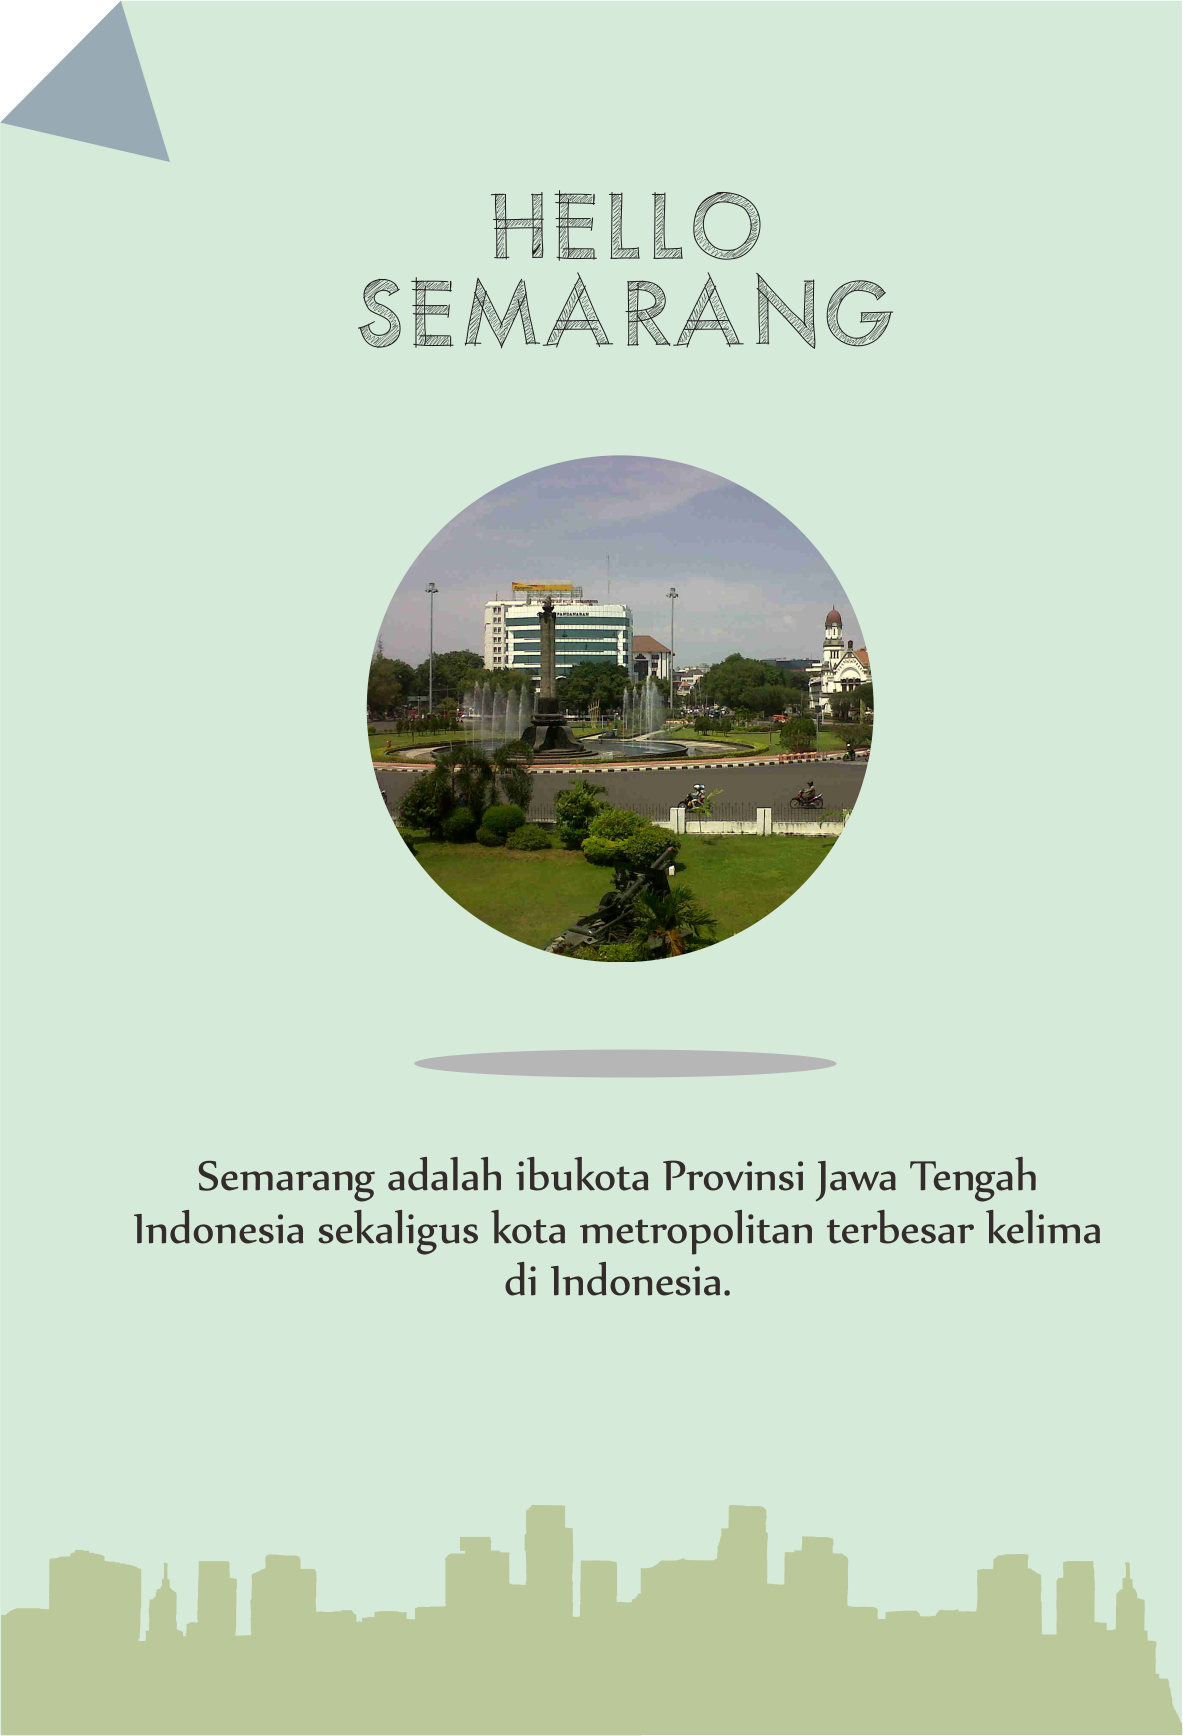 HELLO
SEMARANG
Semarang adalah ibukota Provinsi Jawa Tengah
Indonesia sekaligus kota metropolitan terbesar kelima
di Indonesia.